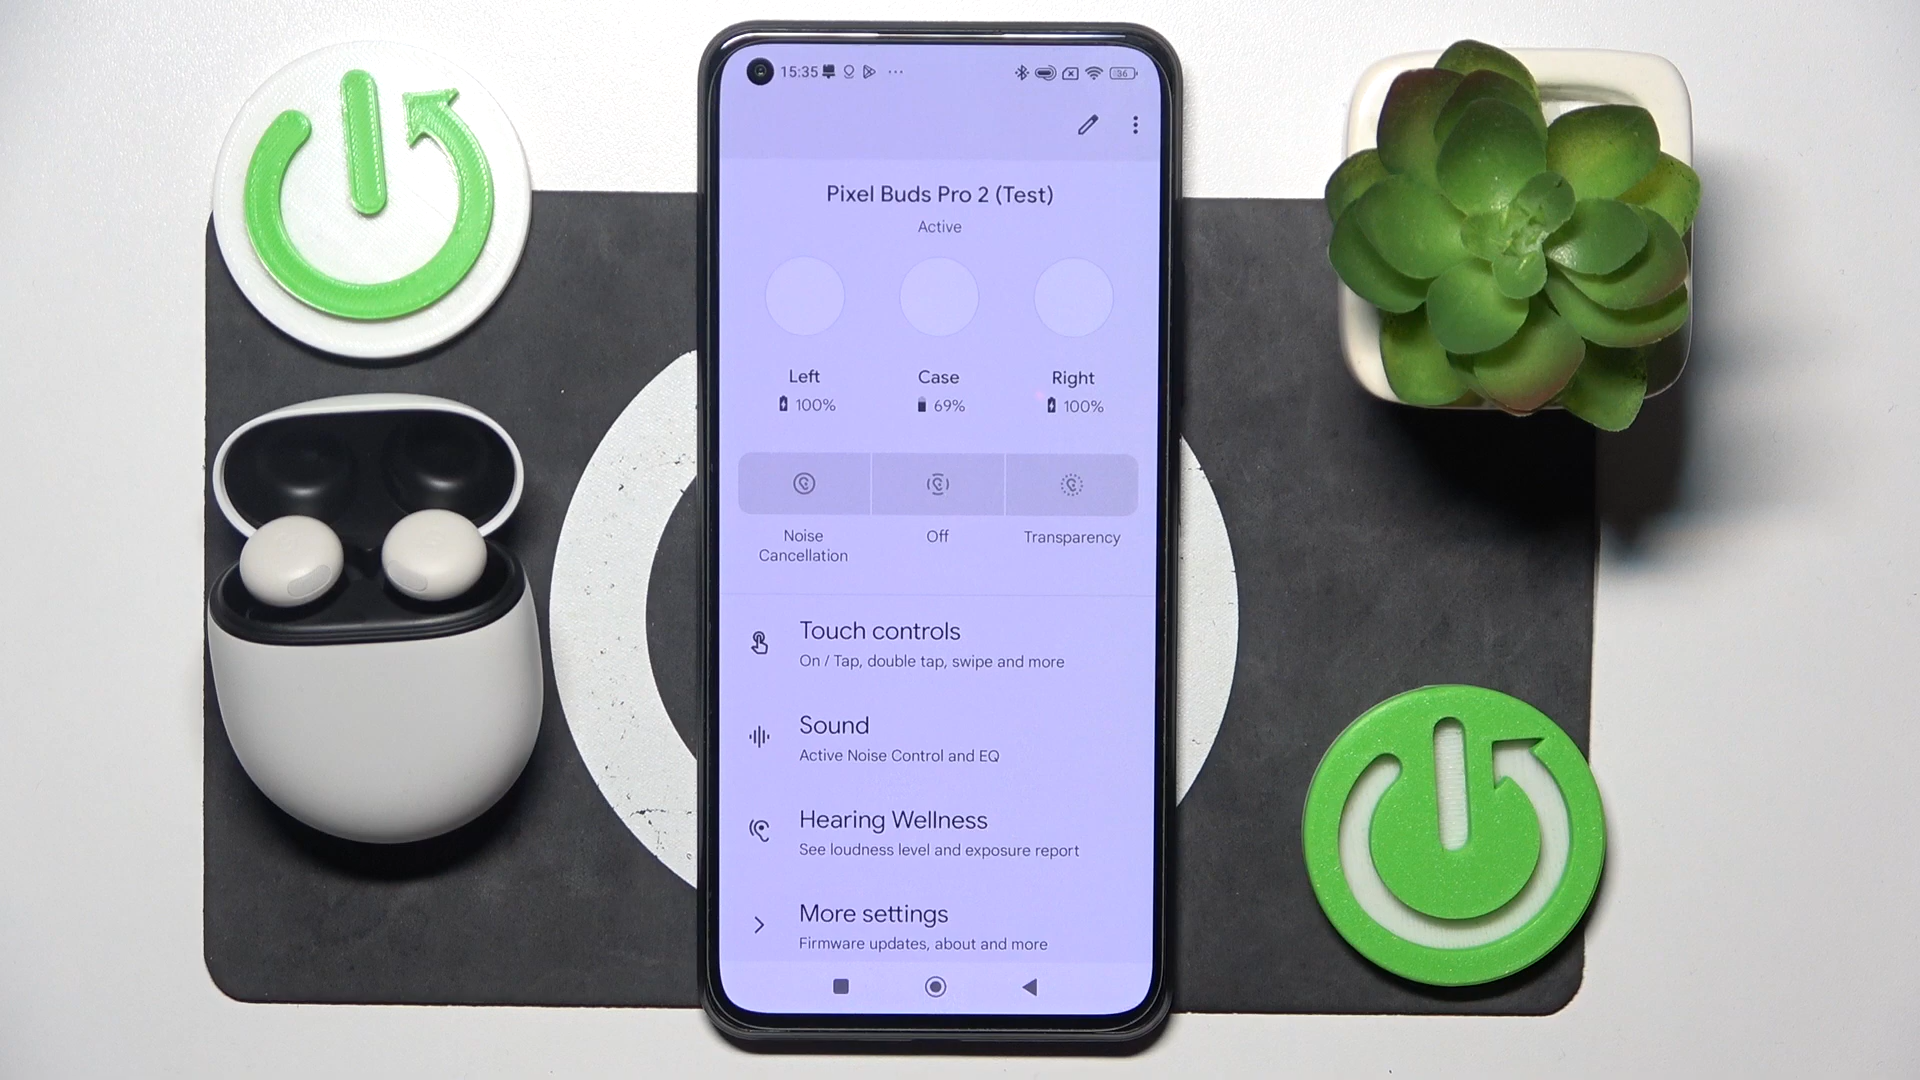 15:35
36
Pixel Buds Pro 2 (Test)
Active
Left
Case
Right
100%
69%
100%
Noise
Cancellation
Off
Transparency
Touch controls
On / Tap, double tap, swipe and more
Sound
Active Noise Control and EQ
Hearing Wellness
See loudness level and exposure report
More settings
Firmware updates, about and more